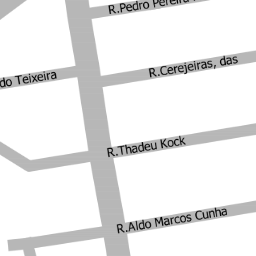 R.Pedro Pereira
R.Cerejeiras, das
do Teixeira
R.Thadeu Kock
R.Aldo Marcos Cunha